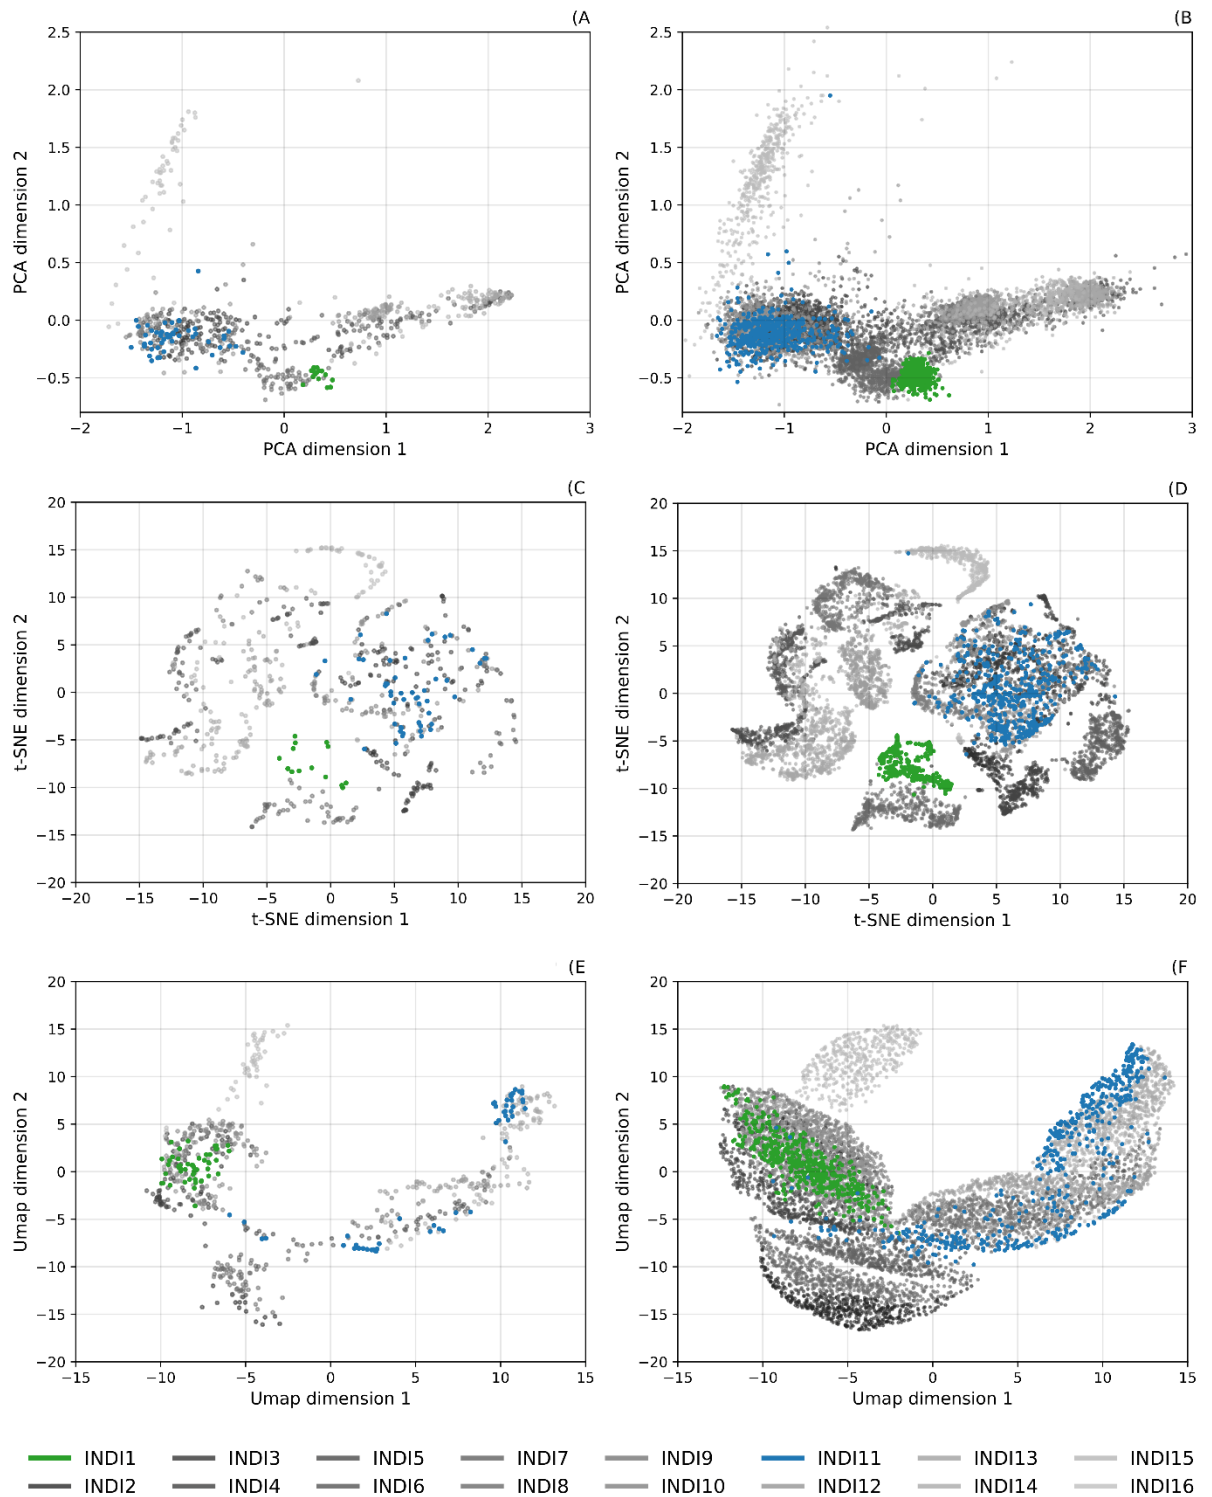 (A
(B
2.5
2.0
1.5
1.0
0.5
0.0
−0.5
PCA dimension 2
−2 −1 0 1 2 3
PCA dimension 1
2.5
2.0
1.5
1.0
0.5
0.0
−0.5
PCA dimension 2
−2 −1 0 1 2 3
PCA dimension 1
(C
(D
20
15
10
5
0
−5
−10
−15
−20
t-SNE dimension 2
−20 −15 −10 −5 0 5 10 15 20
t-SNE dimension 1
20
15
10
5
0
−5
−10
−15
−20
t-SNE dimension 2
−20 −15 −10 −5 0 5 10 15 20
t-SNE dimension 1
(E
(F
20
15
10
5
0
−5
−10
−15
−20
Umap dimension 2
−15 −10 −5 0 5 10 15
Umap dimension 1
20
15
10
5
0
−5
−10
−15
−20
Umap dimension 2
−15 −10 −5 0 5 10 15
Umap dimension 1
INDI1 INDI3 INDI5 INDI7 INDI9 INDI11 INDI13 INDI15
INDI2 INDI4 INDI6 INDI8 INDI10 INDI12 INDI14 INDI16